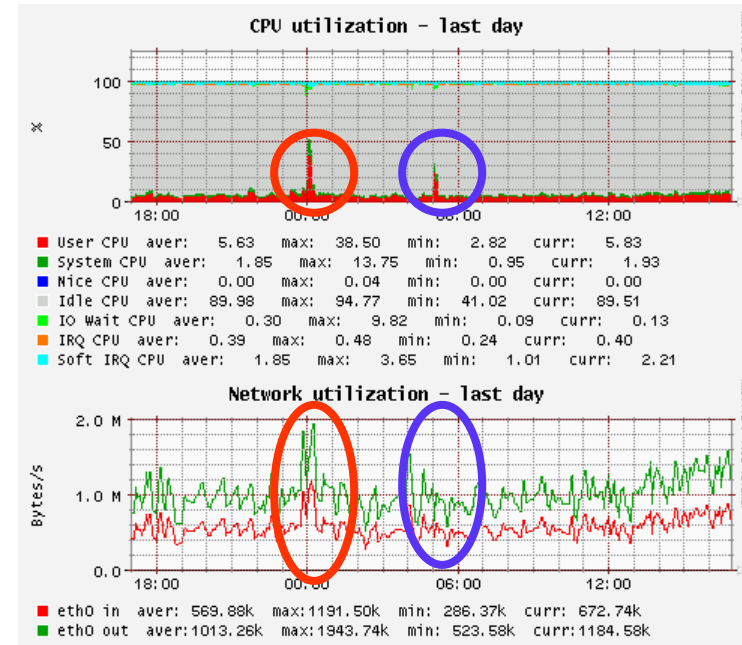 CPU utilization - last day
100
50
0
%
18:00 00:00 06:00 12:00
User CPU aver: 5.63 max: 38.50 min: 2.82 curr: 5.83
System CPU aver: 1.85 max: 13.75 min: 0.95 curr: 1.93
Nice CPU aver: 0.00 max: 0.04 min: 0.00 curr: 0.00
Idle CPU aver: 89.98 max: 94.77 min: 41.02 curr: 89.51
IO Wait CPU aver: 0.30 max: 9.82 min: 0.09 curr: 0.13
IRQ CPU aver: 0.39 max: 0.48 min: 0.24 curr: 0.40
Soft IRQ CPU aver: 1.85 max: 3.65 min: 1.01 curr: 2.21
Network utilization - last day
2.0 M
1.0 M
0.0
Bytes/s
18:00 00:00 06:00 12:00
eth0 in aver: 569.88k max:1191.50k min: 286.37k curr: 672.74k
eth0 out aver:1013.26k max:1943.74k min: 523.58k curr:1184.58k